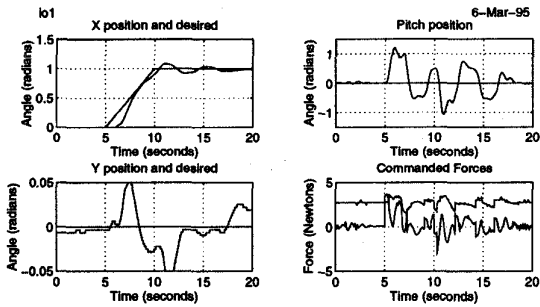 lo1
6-Mar-95
X position and desired
Pitch position
Angle (radians)
1.5
1
0.5
0
0
5
10
15
20
Time (seconds)
Angle (radians)
1
0
-1
0
5
10
15
20
Time (seconds)
Y position and desired
Commanded Forces
Angle (radians)
0.05
0
-0.05
0
5
10
15
20
Time (seconds)
Force (Newtons)
5
0
-5
0
5
10
15
20
Time (seconds)